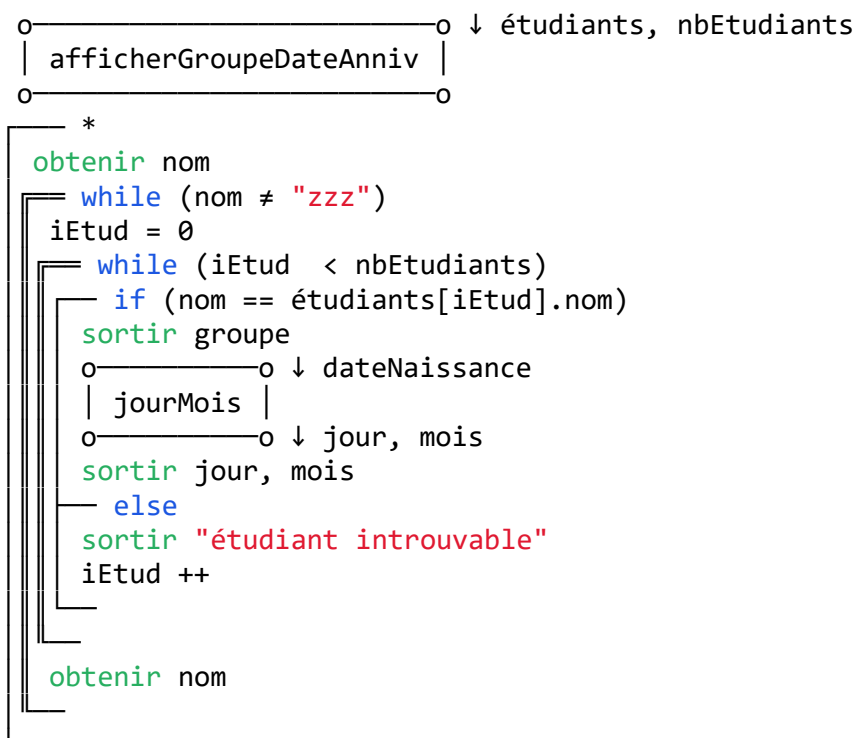 o─────────────────────────o ↓ étudiants, nbEtudiants
│ afficherGroupeDateAnniv │
o─────────────────────────o
┌─── *
│ obtenir nom
│╔══ while (nom ≠ "zzz")
│║ iEtud = 0
│║╔══ while (iEtud  < nbEtudiants)
│║║┌── if (nom == étudiants[iEtud].nom)
│║║│ sortir groupe
│║║│ o──────────o ↓ dateNaissance
│║║│ │ jourMois │
│║║│ o──────────o ↓ jour, mois
│║║│ sortir jour, mois
│║║├── else
│║║│ sortir "étudiant introuvable"
│║║│ iEtud ++
│║║└──
│║╙──
│║ obtenir nom
│╙──
│